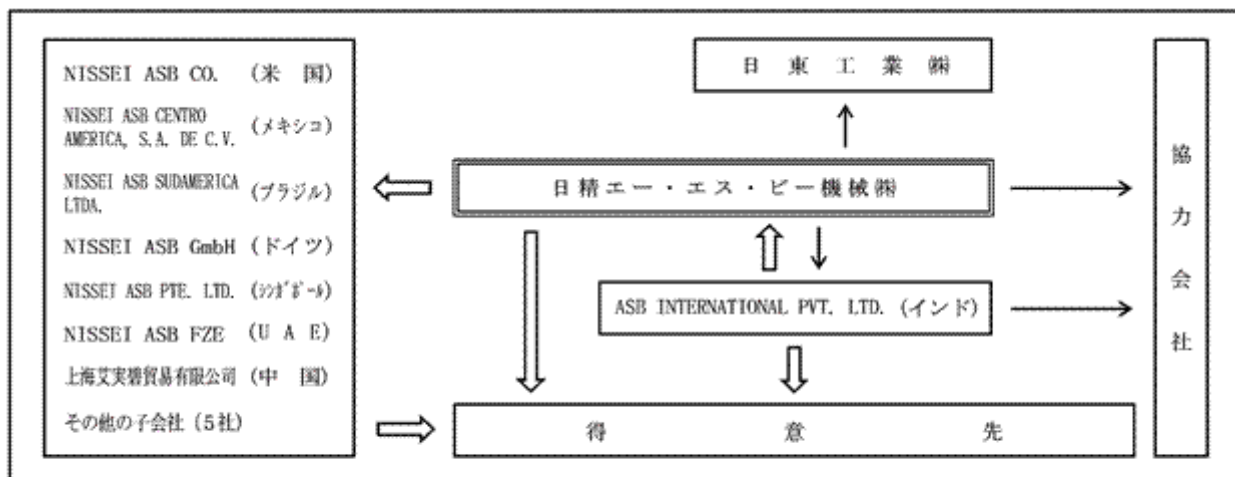 NISSEI ASB CO. (米 国)
NISSEI ASB CENTRO
AMERICA, S.A. DE C.V. (メキシコ)
NISSEI ASB SUDAMERICA
LTDA. (ブラジル)
NISSEI ASB GmbH (ドイツ)
NISSEI ASB PTE. LTD. (ｼﾝｶﾞﾎﾟｰﾙ)
NISSEI ASB FZE (U A E)
上海艾実碧貿易有限公司 (中 国)
その他の子会社 (5社)
日 東 工 業 ㈱
日精エー・エス・ビー機械㈱
ASB INTERNATIONAL PVT. LTD. (インド)
得 意 先
協力会社